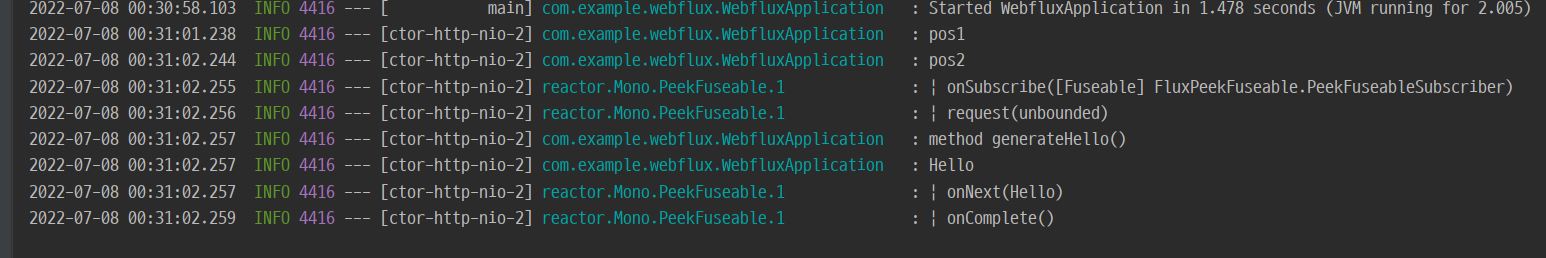 2022-07-08 00:30:58.103  INFO 4416 --- [           main] com.example.webflux.WebfluxApplication   : Started WebfluxApplication in 1.478 seconds (JVM running for 2.005)
2022-07-08 00:31:01.238  INFO 4416 --- [ctor-http-nio-2] com.example.webflux.WebfluxApplication   : pos1
2022-07-08 00:31:02.244  INFO 4416 --- [ctor-http-nio-2] com.example.webflux.WebfluxApplication   : pos2
2022-07-08 00:31:02.255  INFO 4416 --- [ctor-http-nio-2] reactor.Mono.PeekFuseable.1              : ¦ onSubscribe([Fuseable] FluxPeekFuseable.PeekFuseableSubscriber)
2022-07-08 00:31:02.256  INFO 4416 --- [ctor-http-nio-2] reactor.Mono.PeekFuseable.1              : ¦ request(unbounded)
2022-07-08 00:31:02.257  INFO 4416 --- [ctor-http-nio-2] com.example.webflux.WebfluxApplication   : method generateHello()
2022-07-08 00:31:02.257  INFO 4416 --- [ctor-http-nio-2] com.example.webflux.WebfluxApplication   : Hello
2022-07-08 00:31:02.257  INFO 4416 --- [ctor-http-nio-2] reactor.Mono.PeekFuseable.1              : ¦ onNext(Hello)
2022-07-08 00:31:02.259  INFO 4416 --- [ctor-http-nio-2] reactor.Mono.PeekFuseable.1              : ¦ onComplete()